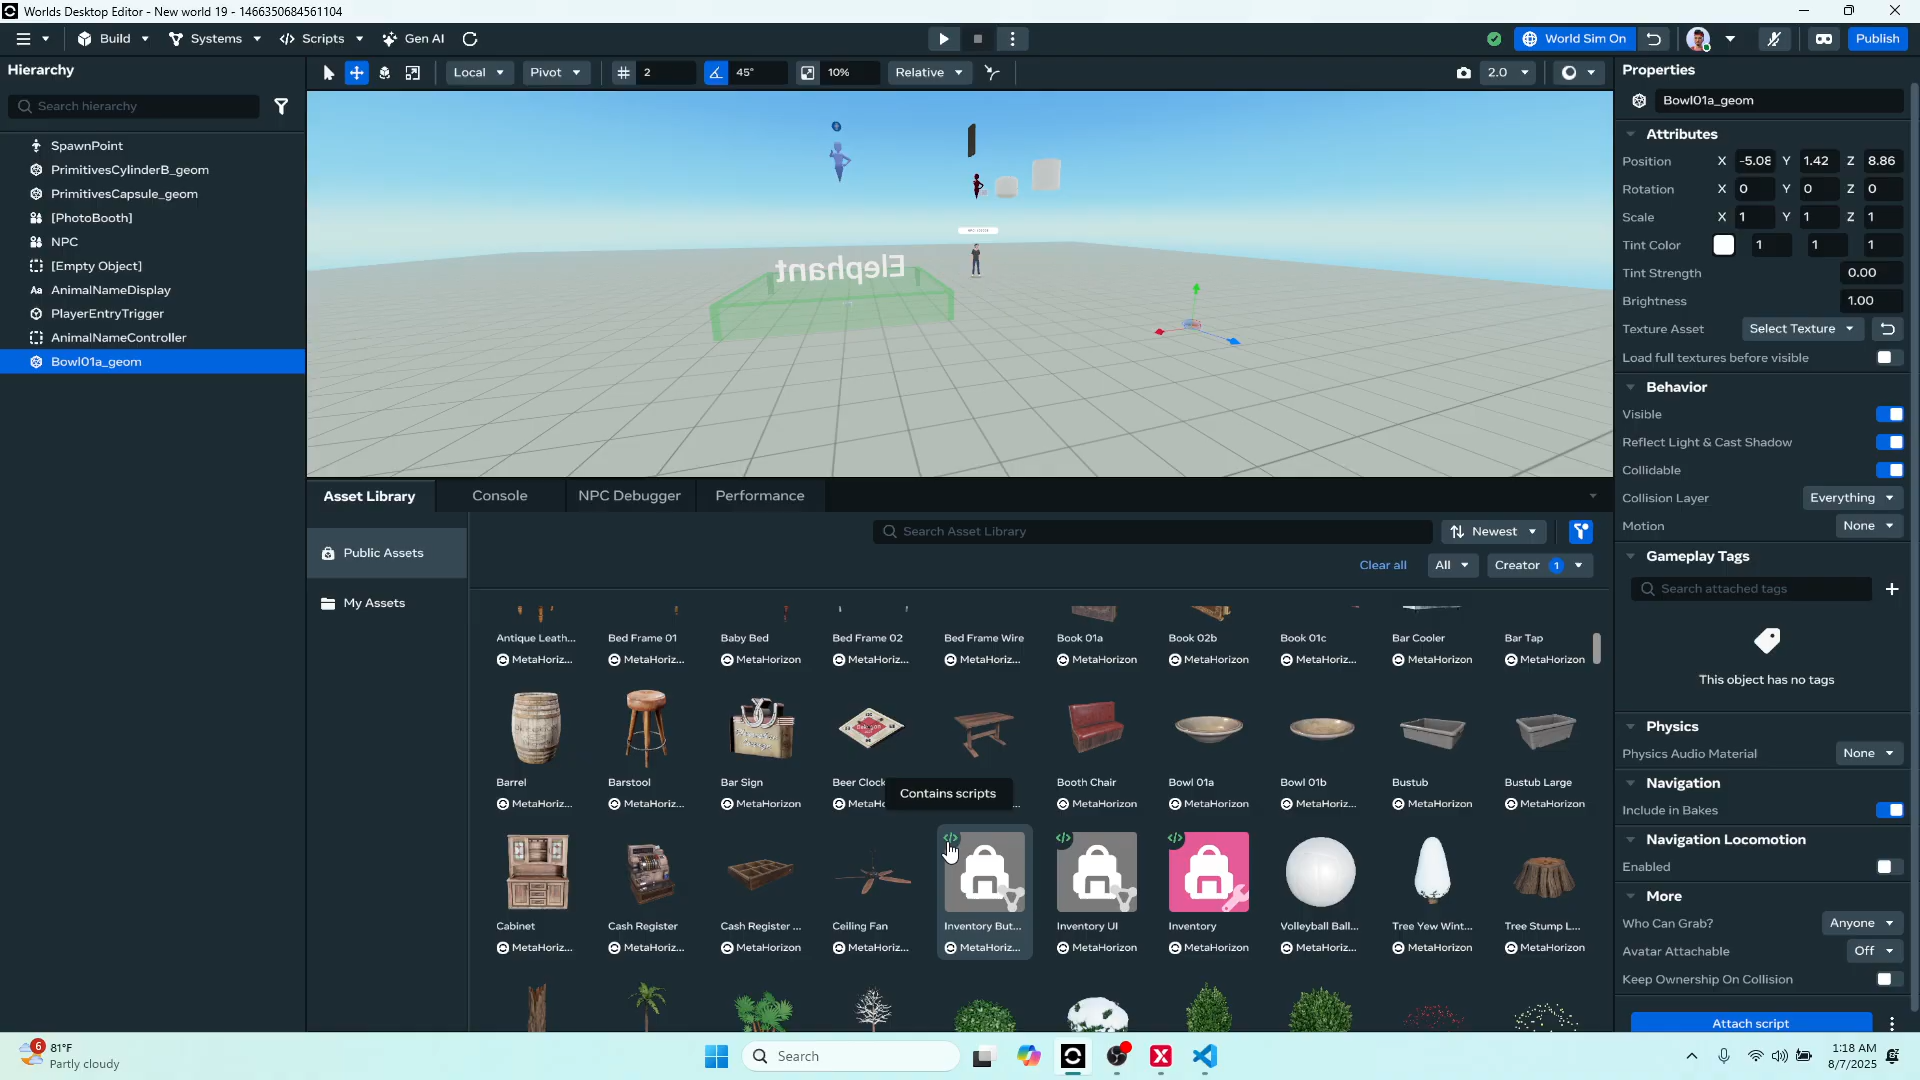 Worlds Desktop Editor - New world 19 - 1466350684561104
Build Systems Scripts Gen AI World Sim On Publish
Hierarchy
Local Pivot 2 45° 10% Relative 2.0
Search hierarchy
SpawnPoint
PrimitivesCylinderB_geom
PrimitivesCapsule_geom
[PhotoBooth]
NPC
[Empty Object]
AnimalNameDisplay
PlayerEntryTrigger
AnimalNameController
Bowl01a_geom
Elephant
Asset Library Console NPC Debugger Performance
Public Assets
My Assets
Search Asset Library Newest
Clear all All Creator 1
Antique Leath... Bed Frame 01 Baby Bed Bed Frame 02 Bed Frame Wire Book 01a Book 02b Book 01c Bar Cooler Bar Tap
MetaHoriz... MetaHoriz... MetaHorizon MetaHoriz... MetaHoriz... MetaHorizon MetaHorizon MetaHoriz... MetaHorizon MetaHorizon
Barrel Barstool Bar Sign Beer Clock Booth Chair Bowl 01a Bowl 01b Bustub Bustub Large
MetaHoriz... MetaHoriz... MetaHorizon MetaHo MetaHorizon MetaHorizon MetaHorizon MetaHorizon MetaHorizon
Contains scripts
Cabinet Cash Register Cash Register ... Ceiling Fan Inventory But... Inventory UI Inventory Volleyball Ball... Tree Yew Wint... Tree Stump L...
MetaHoriz... MetaHoriz... MetaHorizon MetaHoriz... MetaHoriz... MetaHorizon MetaHorizon MetaHorizon MetaHorizon MetaHorizon
Properties
Bowl01a_geom
Attributes
Position X -5.08 Y 1.42 Z 8.86
Rotation X 0 Y 0 Z 0
Scale X 1 Y 1 Z 1
Tint Color 1 1 1
Tint Strength 0.00
Brightness 1.00
Texture Asset Select Texture
Load full textures before visible
Behavior
Visible
Reflect Light & Cast Shadow
Collidable
Collision Layer Everything
Motion None
Gameplay Tags
Search attached tags
This object has no tags
Physics
Physics Audio Material None
Navigation
Include in Bakes
Navigation Locomotion
Enabled
More
Who Can Grab? Anyone
Avatar Attachable Off
Keep Ownership On Collision
Attach script
6 81°F
Partly cloudy
Search
1:18 AM
8/7/2025